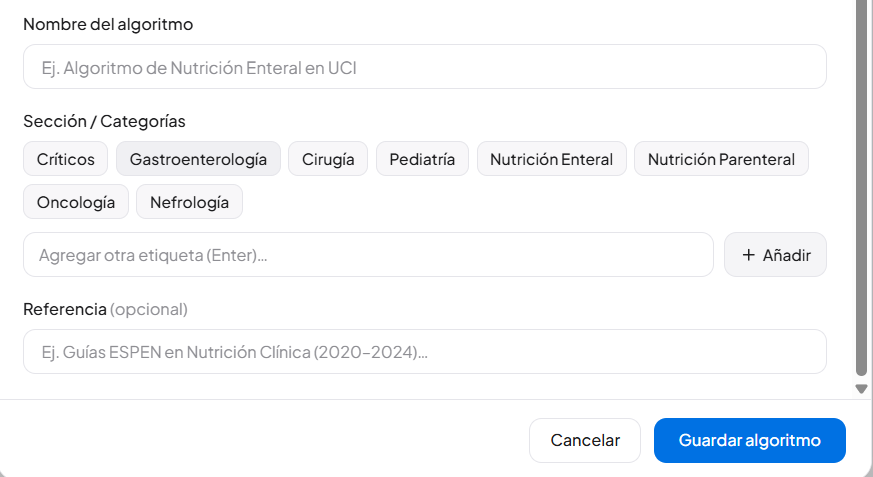 Nombre del algoritmo
Ej. Algoritmo de Nutrición Enteral en UCI
Sección / Categorías
Críticos Gastroenterología Cirugía Pediatría Nutrición Enteral Nutrición Parenteral
Oncología Nefrología
Agregar otra etiqueta (Enter)... + Añadir
Referencia (opcional)
Ej. Guías ESPEN en Nutrición Clínica (2020–2024)...
Cancelar Guardar algoritmo